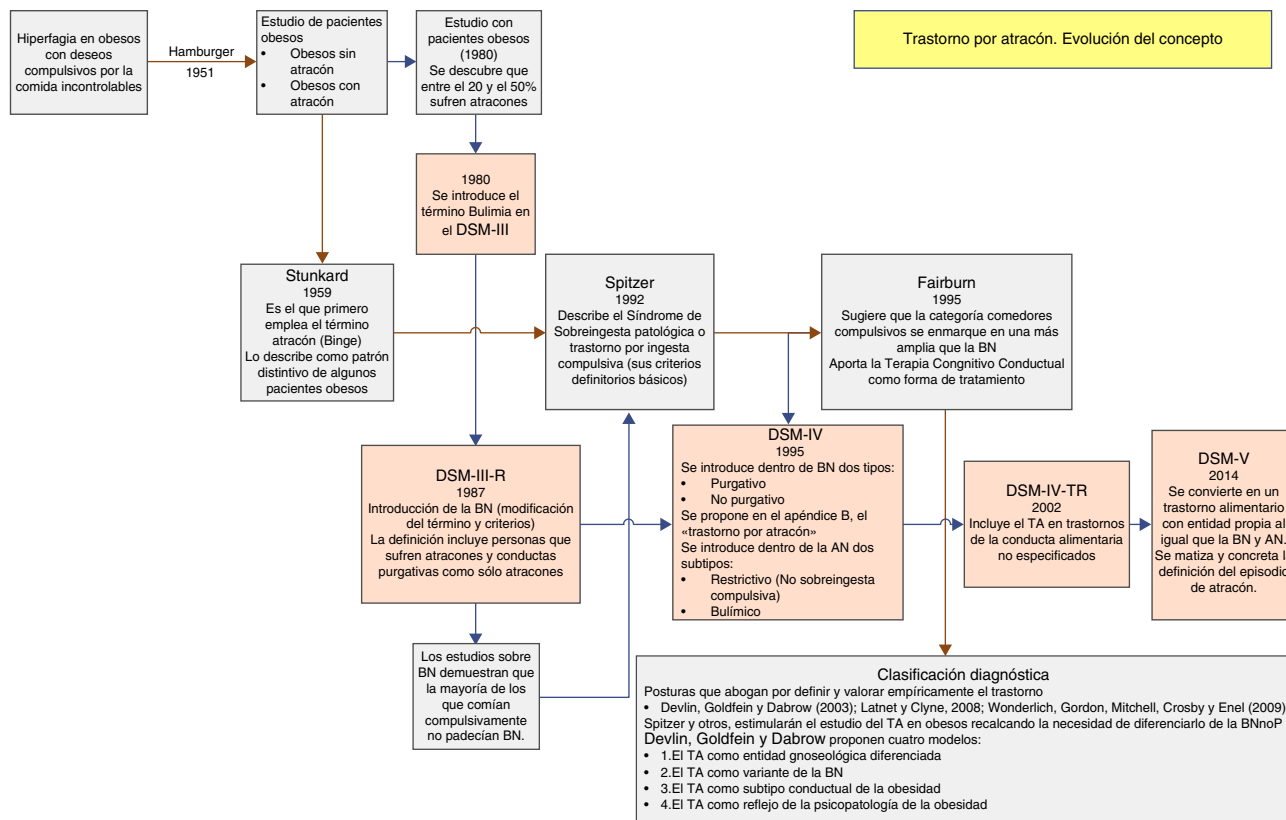 Hiperfagia en obesos
con deseos
compulsivos por la
comida incontrolables
Hamburger
1951
Estudio de pacientes
obesos
• Obesos sin
atracón
• Obesos con
atracón
Estudio con
pacientes obesos
(1980)
Se descubre que
entre el 20 y el 50%
sufren atracones
Trastorno por atracón. Evolución del concepto
1980
Se introduce el
término Bulimia en
el DSM-III
Stunkard
1959
Es el que primero
emplea el término
atracón (Binge)
Lo describe como patrón
distintivo de algunos
pacientes obesos
Spitzer
1992
Describe el Síndrome de
Sobreingesta patológica o
trastorno por ingesta
compulsiva (sus criterios
definitorios básicos)
Fairburn
1995
Sugiere que la categoría comedores
compulsivos se enmarque en una más
amplia que la BN
Aporta la Terapia Congnitivo Conductual
como forma de tratamiento
DSM-III-R
1987
Introducción de la BN (modificación
del término y criterios)
La definición incluye personas que
sufren atracones y conductas
purgativas como sólo atracones
DSM-IV
1995
Se introduce dentro de BN dos tipos:
• Purgativo
• No purgativo
Se propone en el apéndice B, el
«trastorno por atracón»
Se introduce dentro de la AN dos
subtipos:
• Restrictivo (No sobreingesta
compulsiva)
• Bulímico
DSM-IV-TR
2002
Incluye el TA en trastornos
de la conducta alimentaria
no especificados
DSM-V
2014
Se convierte en un
trastorno alimentario
con entidad propia al
igual que la BN y AN.
Se matiza y concreta l
definición del episodio
de atracón.
Los estudios sobre
BN demuestran que
la mayoría de los
que comían
compulsivamente
no padecían BN.
Clasificación diagnóstica
Posturas que abogan por definir y valorar empíricamente el trastorno
• Devlin, Goldfein y Dabrow (2003); Latnet y Clyne, 2008; Wonderlich, Gordon, Mitchell, Crosby y Enel (2009)
Spitzer y otros, estimularán el estudio del TA en obesos recalcando la necesidad de diferenciarlo de la BNnoP
Devlin, Goldfein y Dabrow proponen cuatro modelos:
• 1.El TA como entidad gnoseológica diferenciada
• 2.El TA como variante de la BN
• 3.El TA como subtipo conductual de la obesidad
• 4.El TA como reflejo de la psicopatología de la obesidad